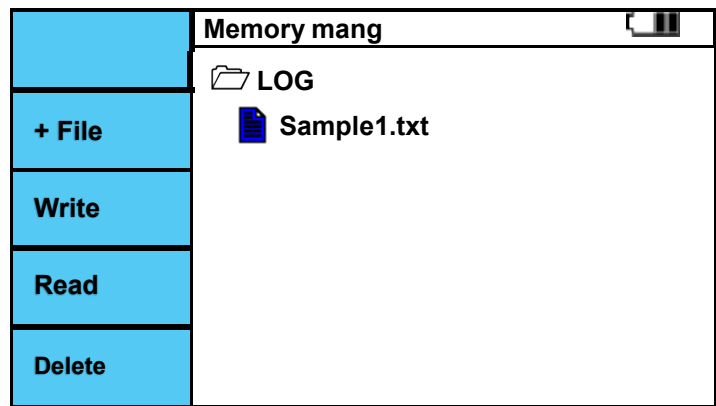 Memory mang
LOG
Sample1.txt
+ File
Write
Read
Delete